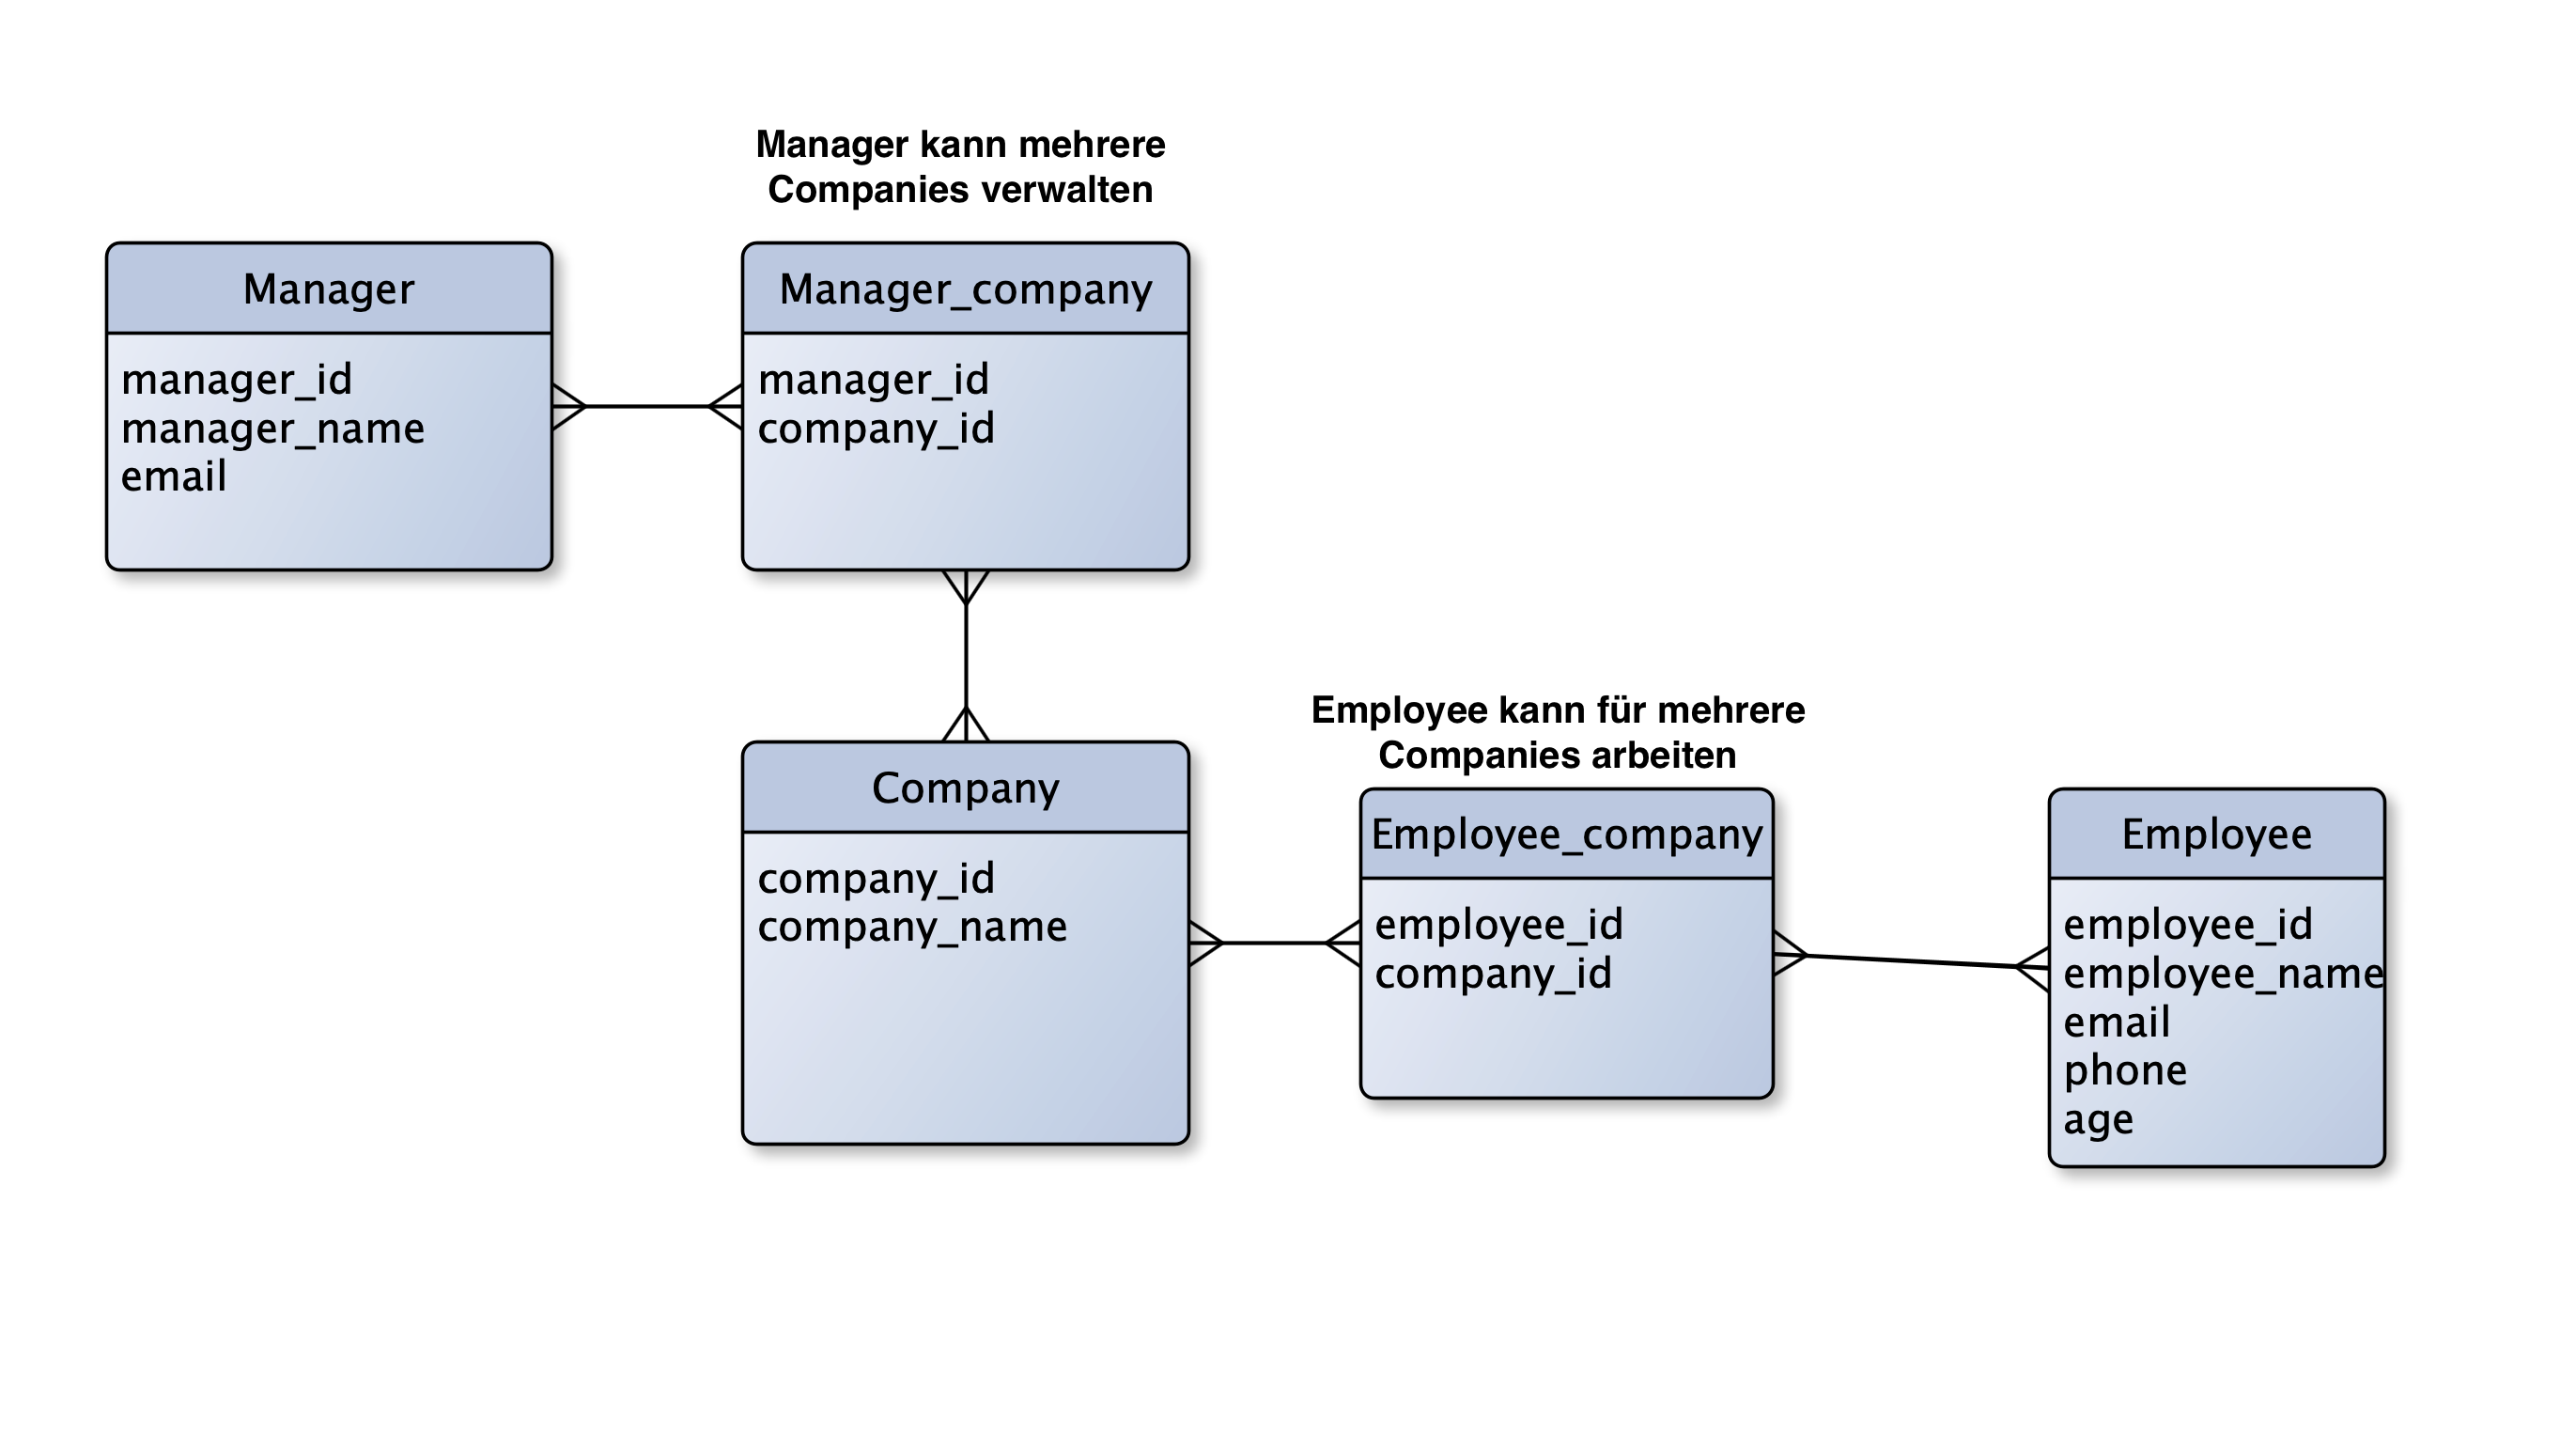 Manager kann mehrere
Companies verwalten
Manager
manager_id
manager_name
email
Manager_company
manager_id
company_id
Company
company_id
company_name
Employee kann für mehrere
Companies arbeiten
Employee_company
employee_id
company_id
Employee
employee_id
employee_name
email
phone
age